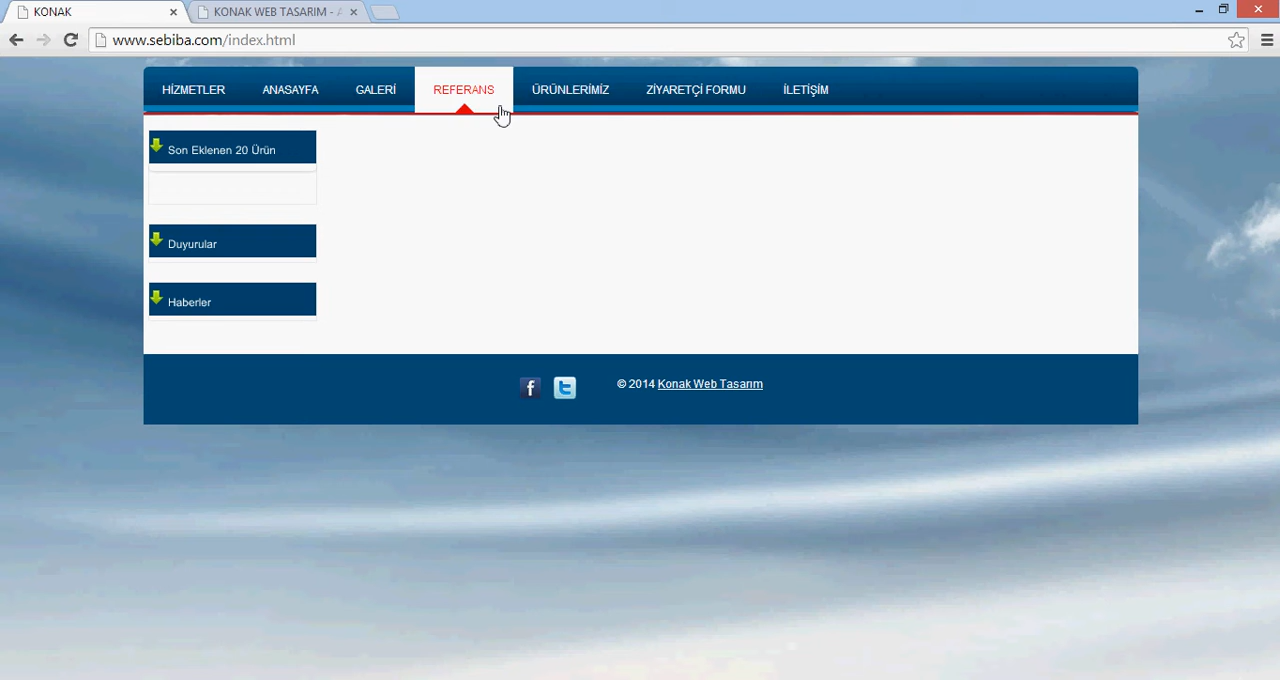 KONAK
KONAK WEB TASARIM - A
www.sebiba.com/index.html
HİZMETLER ANASAYFA GALERİ REFERANS ÜRÜNLERİMİZ ZİYARETÇİ FORMU İLETİŞİM
Son Eklenen 20 Ürün
Duyurular
Haberler
© 2014 Konak Web Tasarım